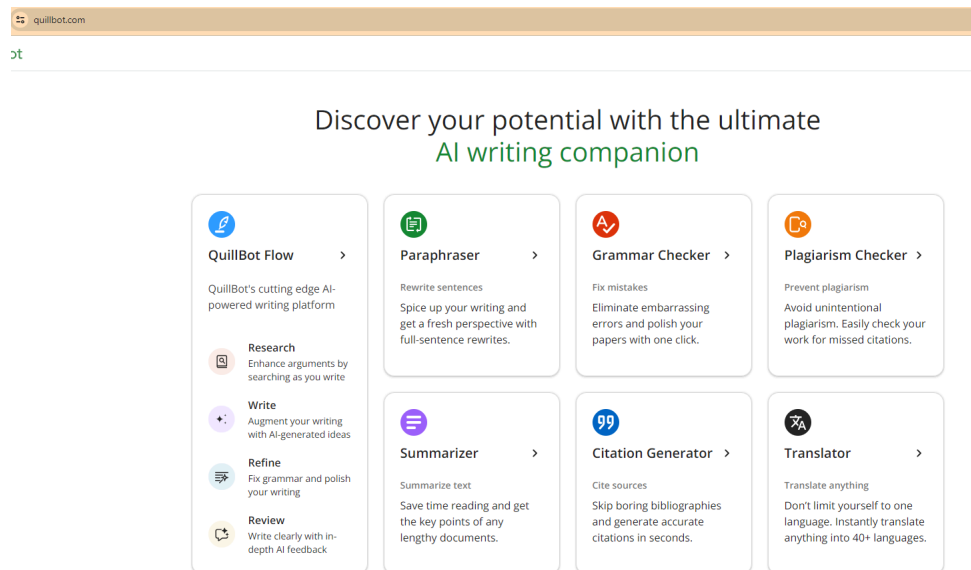 quillbot.com
ot
Discover your potential with the ultimate
AI writing companion
QuillBot Flow
QuillBot's cutting edge AI-
powered writing platform
Research
Enhance arguments by
searching as you write
Write
Augment your writing
with AI-generated ideas
Refine
Fix grammar and polish
your writing
Review
Write clearly with in-
depth AI feedback
Paraphraser
Rewrite sentences
Spice up your writing and
get a fresh perspective with
full-sentence rewrites.
Grammar Checker
Fix mistakes
Eliminate embarrassing
errors and polish your
papers with one click.
Plagiarism Checker
Prevent plagiarism
Avoid unintentional
plagiarism. Easily check your
work for missed citations.
Summarizer
Summarize text
Save time reading and get
the key points of any
lengthy documents.
Citation Generator
Cite sources
Skip boring bibliographies
and generate accurate
citations in seconds.
Translator
Translate anything
Don't limit yourself to one
language. Instantly translate
anything into 40+ languages.